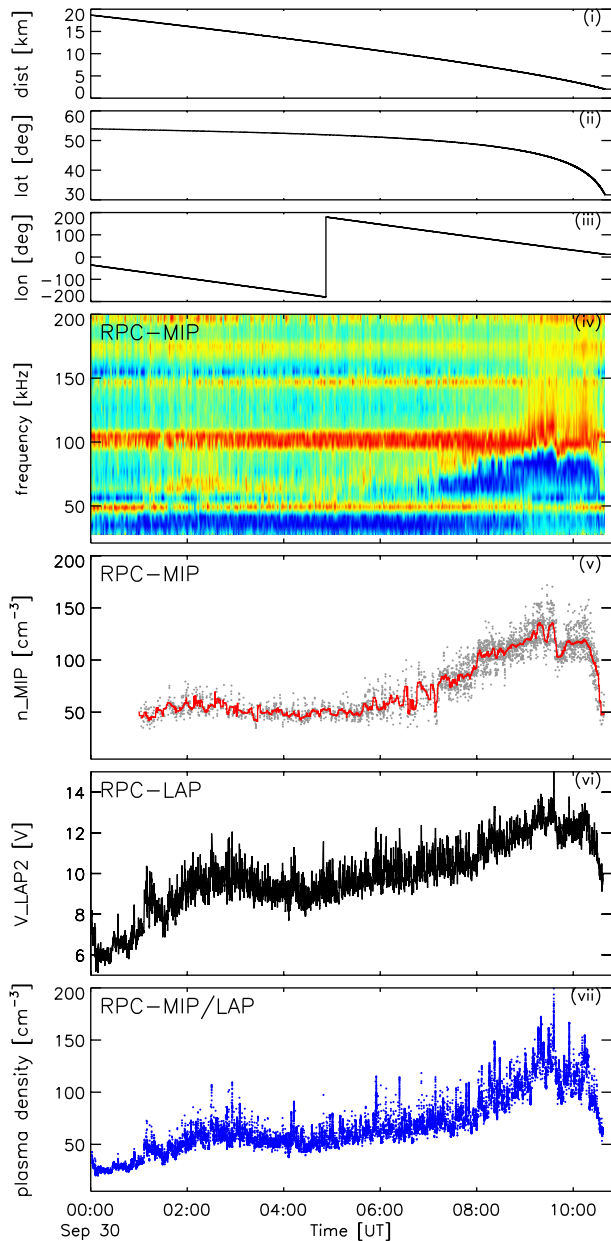 (i)
dist [km]
20
15
10
5
0
(ii)
lat [deg]
60
50
40
30
(iii)
lon [deg]
200
100
0
−100
−200
RPC−MIP
(iv)
frequency [kHz]
200
150
100
50
RPC−MIP
(v)
n_MIP [cm⁻³]
200
150
100
50
RPC−LAP
(vi)
V_LAP2 [V]
14
12
10
8
6
RPC−MIP/LAP
(vii)
plasma density [cm⁻³]
200
150
100
50
00:00 02:00 04:00 06:00 08:00 10:00
Sep 30
Time [UT]